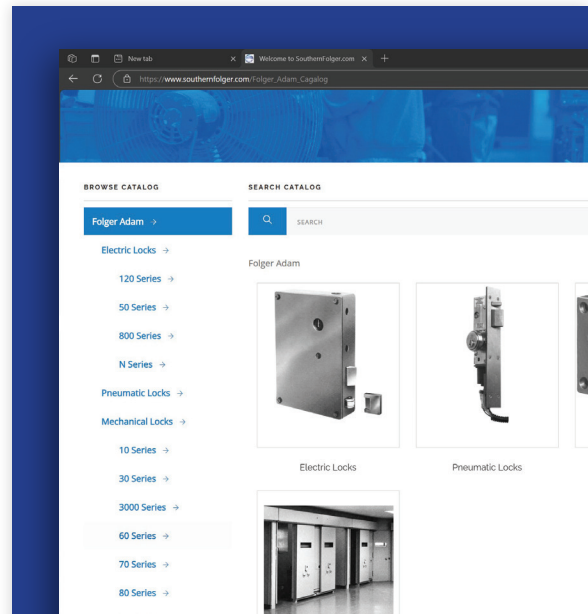 New tab
Welcome to SouthernFolger.com
https://www.southernfolger.com/Folger_Adam_Cagalog
BROWSE CATALOG
SEARCH CATALOG
Folger Adam →
SEARCH
Electric Locks →
120 Series →
50 Series →
800 Series →
N Series →
Pneumatic Locks →
Mechanical Locks →
10 Series →
30 Series →
3000 Series →
60 Series →
70 Series →
80 Series →
Folger Adam
Electric Locks
Pneumatic Locks